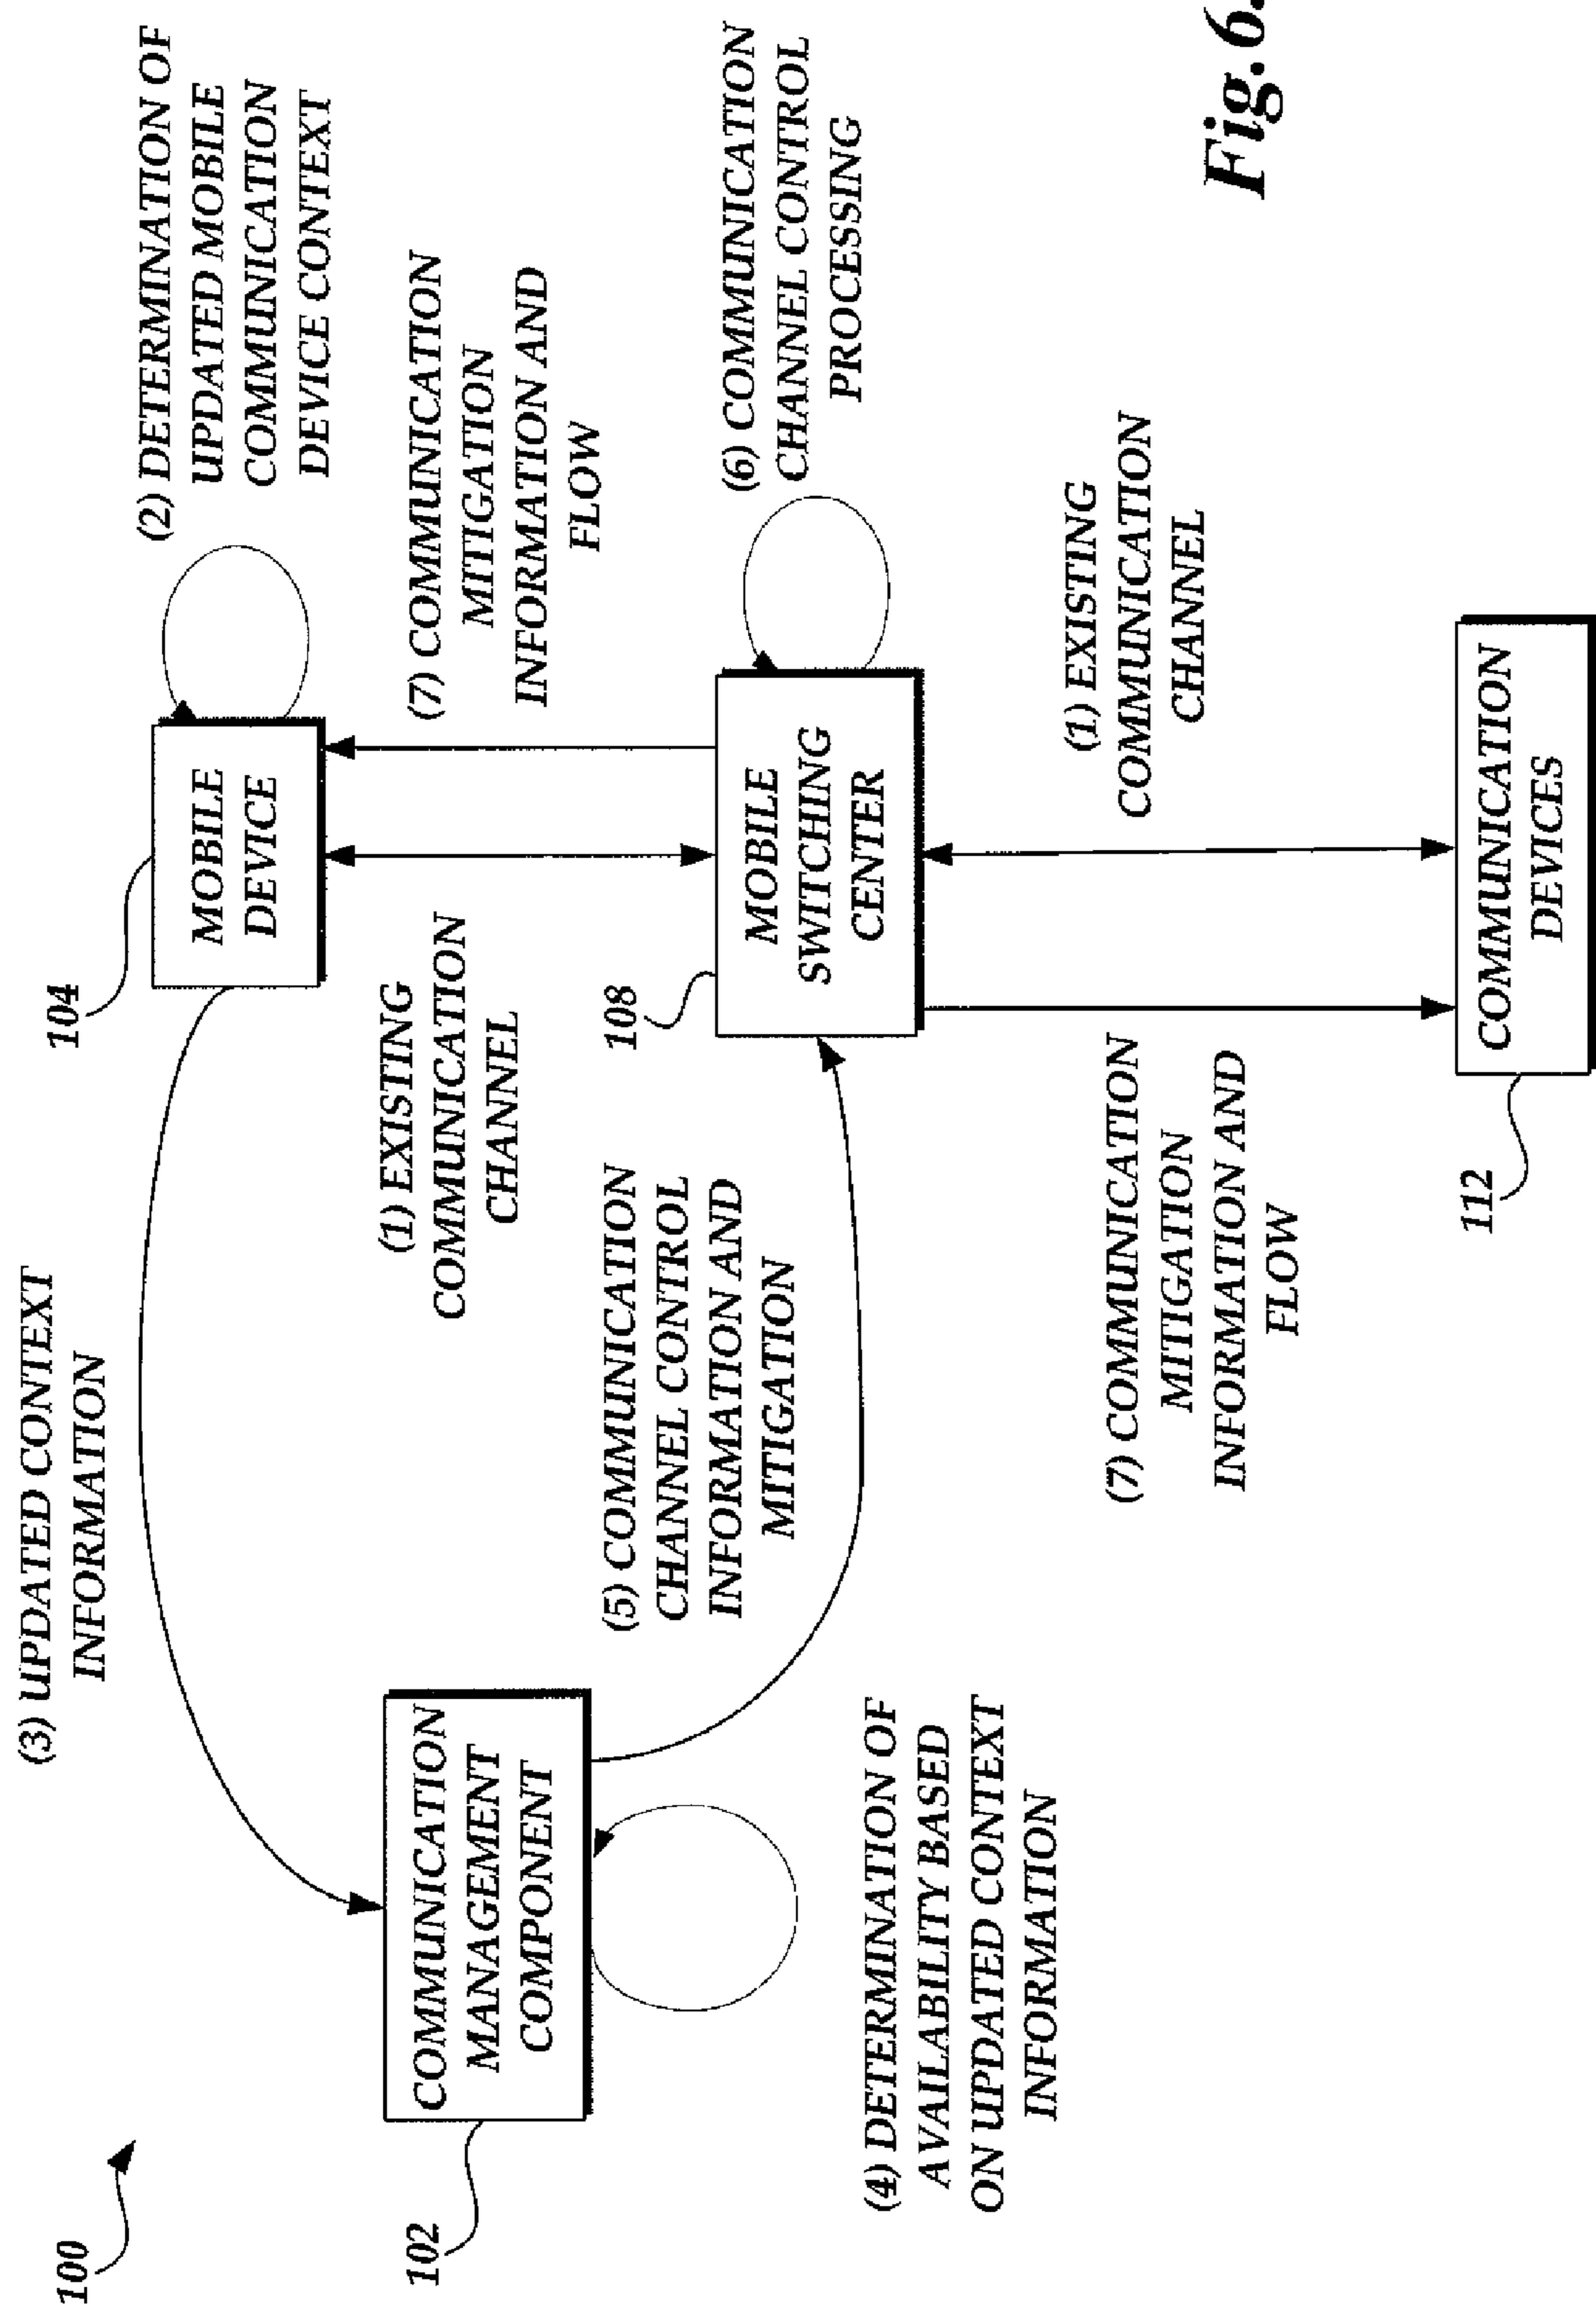 100
(3) UPDATED CONTEXT
INFORMATION
104
MOBILE
DEVICE
(2) DETERMINATION OF
UPDATED MOBILE
COMMUNICATION
DEVICE CONTEXT
102
COMMUNICATION
MANAGEMENT
COMPONENT
(1) EXISTING
COMMUNICATION
CHANNEL
(7) COMMUNICATION
MITIGATION
INFORMATION AND
FLOW
(5) COMMUNICATION
CHANNEL CONTROL
INFORMATION AND
MITIGATION
108
MOBILE
SWITCHING
CENTER
(6) COMMUNICATION
CHANNEL CONTROL
PROCESSING
(4) DETERMINATION OF
AVAILABILITY BASED
ON UPDATED CONTEXT
INFORMATION
(7) COMMUNICATION
MITIGATION
INFORMATION AND
FLOW
(1) EXISTING
COMMUNICATION
CHANNEL
112
COMMUNICATION
DEVICES
Fig.6.